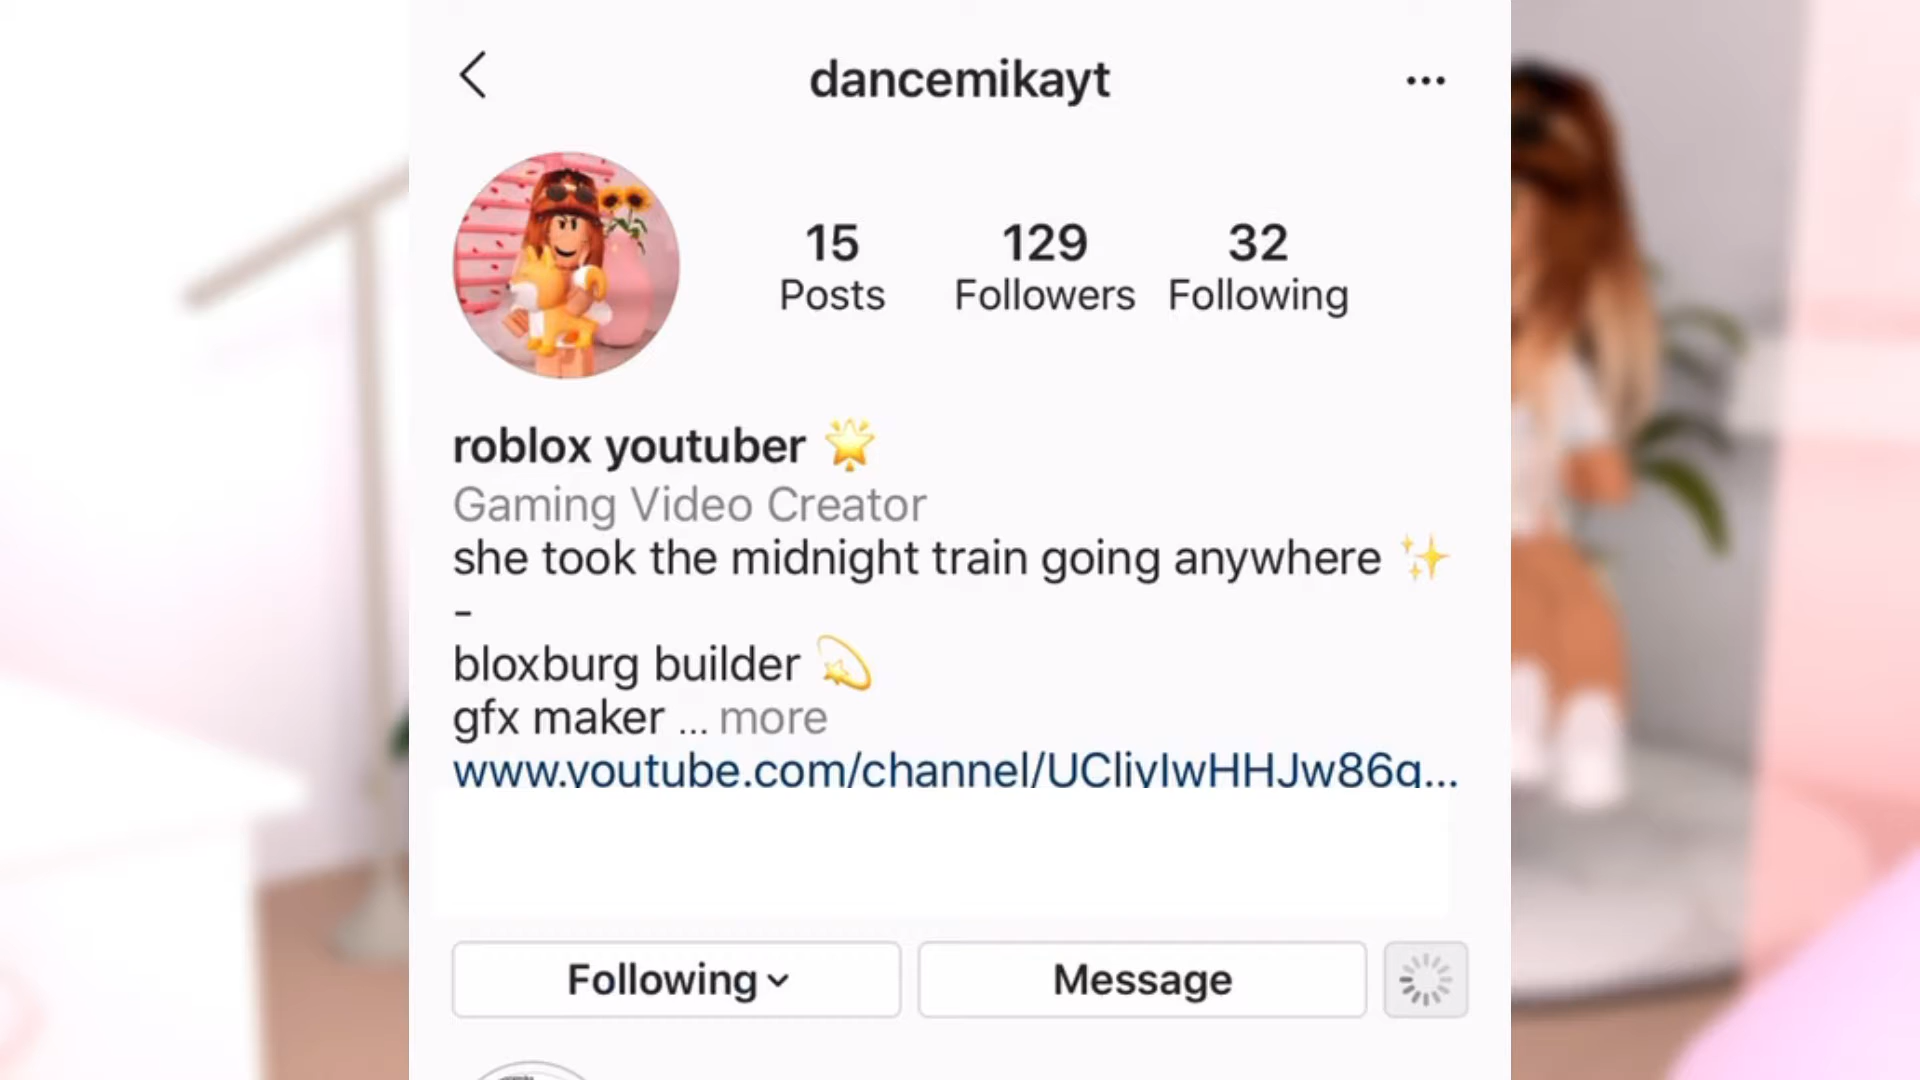 dancemikayt
15 129 32
Posts Followers Following
roblox youtuber 🌟
Gaming Video Creator
she took the midnight train going anywhere ✨
-
bloxburg builder 💫
gfx maker ... more
www.youtube.com/channel/UClivIwHHJw86q...
Following
Message